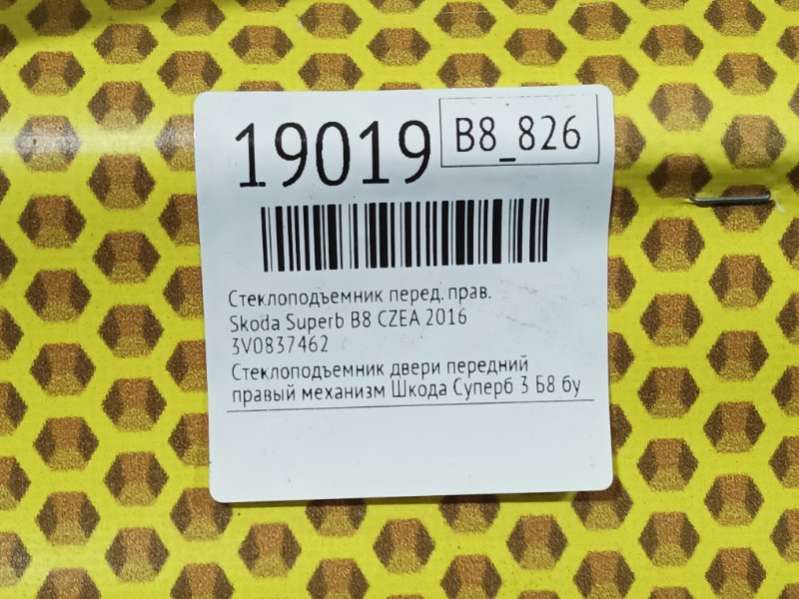 19019
B8_826
Стеклоподъемник перед. прав.
Skoda Superb B8 CZEA 2016
3V0837462
Стеклоподъемник двери передний
правый механизм Шкода Суперб 3 Б8 бу